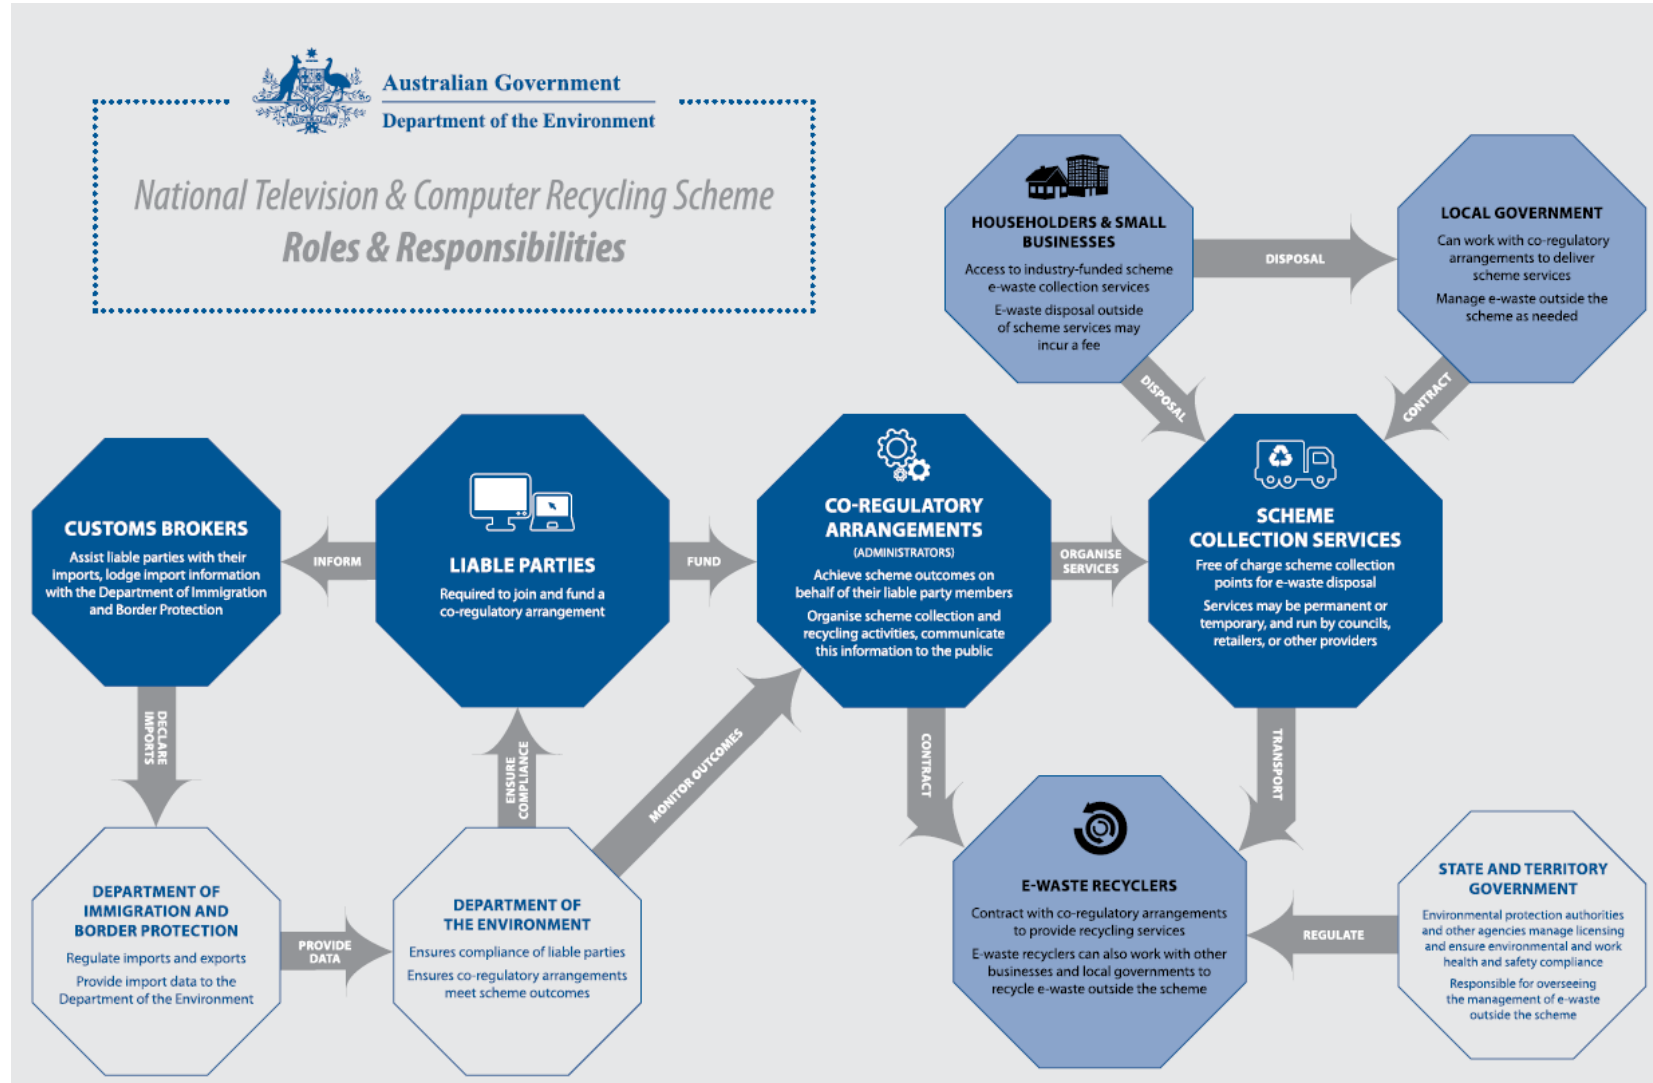 Australian Government
Department of the Environment
National Television & Computer Recycling Scheme
Roles & Responsibilities
HOUSEHOLDERS & SMALL
BUSINESSES
Access to industry-funded scheme
e-waste collection services
E-waste disposal outside
of scheme services may
incur a fee
DISPOSAL
LOCAL GOVERNMENT
Can work with co-regulatory
arrangements to deliver
scheme services
Manage e-waste outside the
scheme as needed
DISPOSAL
CONTRACT
CUSTOMS BROKERS
Assist liable parties with their
imports, lodge import information
with the Department of Immigration
and Border Protection
INFORM
LIABLE PARTIES
Required to join and fund a
co-regulatory arrangement
FUND
CO-REGULATORY
ARRANGEMENTS
(ADMINISTRATORS)
Achieve scheme outcomes on
behalf of their liable party members
Organise scheme collection and
recycling activities, communicate
this information to the public
ORGANISE
SERVICES
SCHEME
COLLECTION SERVICES
Free of charge scheme collection
points for e-waste disposal
Services may be permanent or
temporary, and run by councils,
retailers, or other providers
DECLARE
IMPORTS
ENSURE
COMPLIANCE
MONITOR OUTCOMES
CONTRACT
TRANSPORT
DEPARTMENT OF
IMMIGRATION AND
BORDER PROTECTION
Regulate imports and exports
Provide import data to the
Department of the Environment
PROVIDE
DATA
DEPARTMENT OF
THE ENVIRONMENT
Ensures compliance of liable parties
Ensures co-regulatory arrangements
meet scheme outcomes
E-WASTE RECYCLERS
Contract with co-regulatory arrangements
to provide recycling services
E-waste recyclers can also work with other
businesses and local governments to
recycle e-waste outside the scheme
REGULATE
STATE AND TERRITORY
GOVERNMENT
Environmental protection authorities
and other agencies manage licensing
and ensure environmental and work
health and safety compliance
Responsible for overseeing
the management of e-waste
outside the scheme